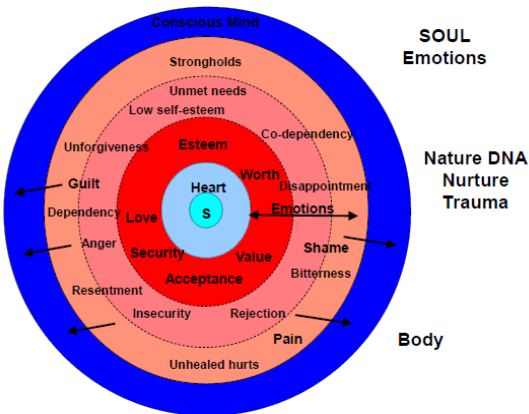 Conscious Mind
SOUL
Emotions
Strongholds
Unmet needs
Low self-esteem
Co-dependency
Unforgiveness
Esteem
Nature DNA
Nurture
Trauma
Worth
Guilt
Heart
Disappointment
Dependency
Love
S
Emotions
Anger
Security
Value
Shame
Acceptance
Bitterness
Resentment
Insecurity
Rejection
Pain
Body
Unhealed hurts